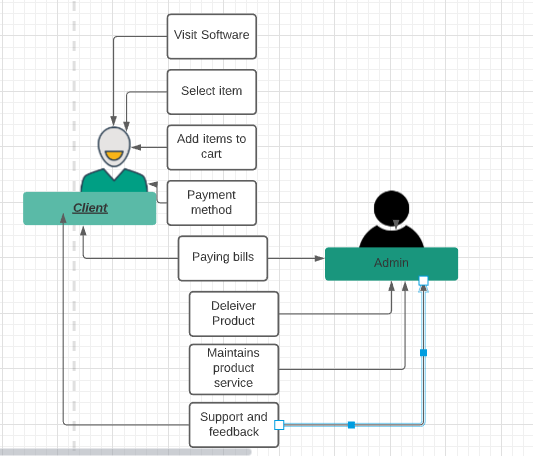 Visit Software
Select item
Add items to
cart
Payment
method
Client
Paying bills
Admin
Deleiver
Product
Maintains
product
service
Support and
feedback